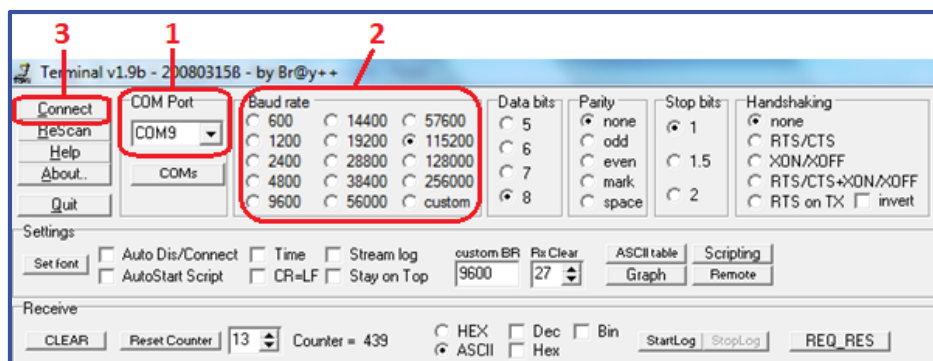 3 1 2
Terminal v1.9b - 20080315ß - by Br@y++
Connect
ReScan
Help
About..
Quit
COM Port
COM9
COMs
Baud rate
600 14400 57600
1200 19200 115200
2400 28800 128000
4800 38400 256000
9600 56000 custom
Data bits
5
6
7
8
Parity
none
odd
even
mark
space
Stop bits
1
1.5
2
Handshaking
none
RTS/CTS
XON/XOFF
RTS/CTS+XON/XOFF
RTS on TX invert
Settings
Set font
Auto Dis/Connect Time Stream log
AutoStart Script CR=LF Stay on Top
custom BR Rx Clear
9600 27
ASCII table Scripting
Graph Remote
Receive
CLEAR Reset Counter 13 Counter = 439
HEX Dec Bin
ASCII Hex
StartLog StopLog REQ_RES